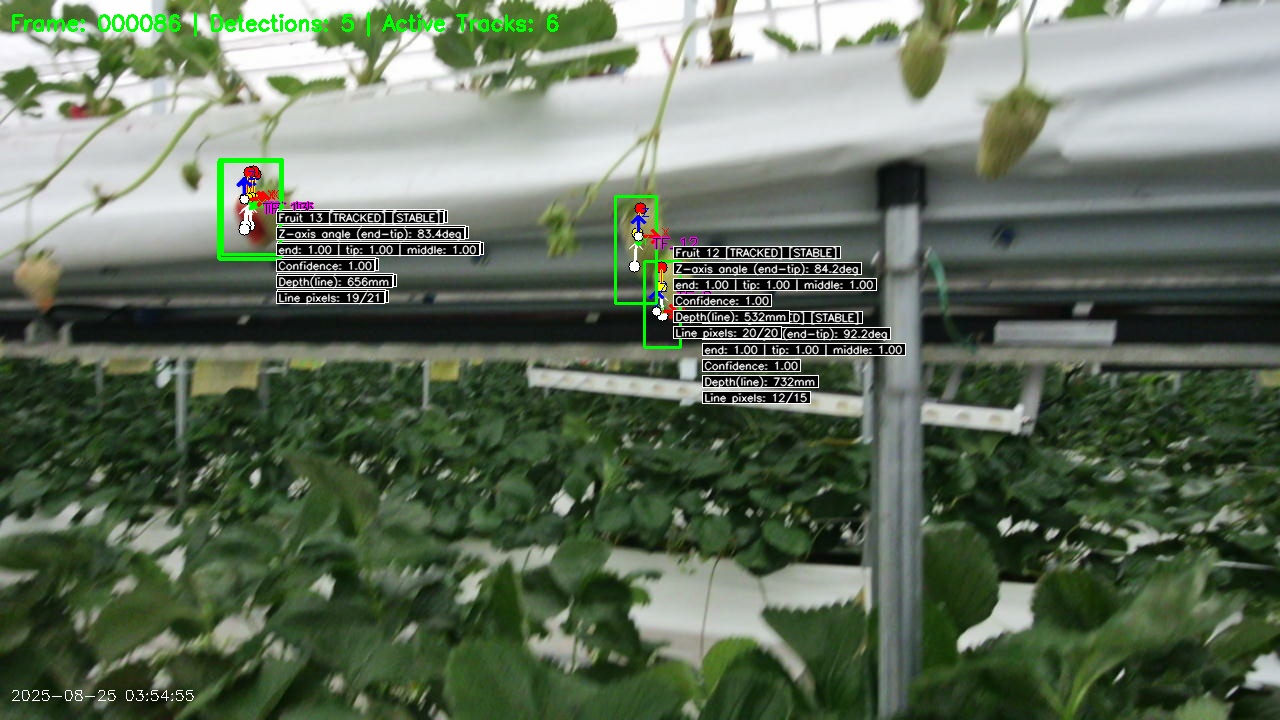 Frame: 000086 | Detections: 5 | Active Tracks: 6
Fruit 13 [TRACKED] [STABLE]
Z-axis angle (end-tip): 83.4deg
end: 1.00 | tip: 1.00 | middle: 1.00
Confidence: 1.00
Depth(line): 656mm
Line pixels: 19/21
TF_12
Fruit 12 [TRACKED] [STABLE]
Z-axis angle (end-tip): 84.2deg
end: 1.00 | tip: 1.00 | middle: 1.00
Confidence: 1.00
Depth(line): 532mm
D] [STABLE]
Line pixels: 20/20
(end-tip): 92.2deg
end: 1.00 | tip: 1.00 | middle: 1.00
Confidence: 1.00
Depth(line): 732mm
Line pixels: 12/15
2025-08-25 03:54:55